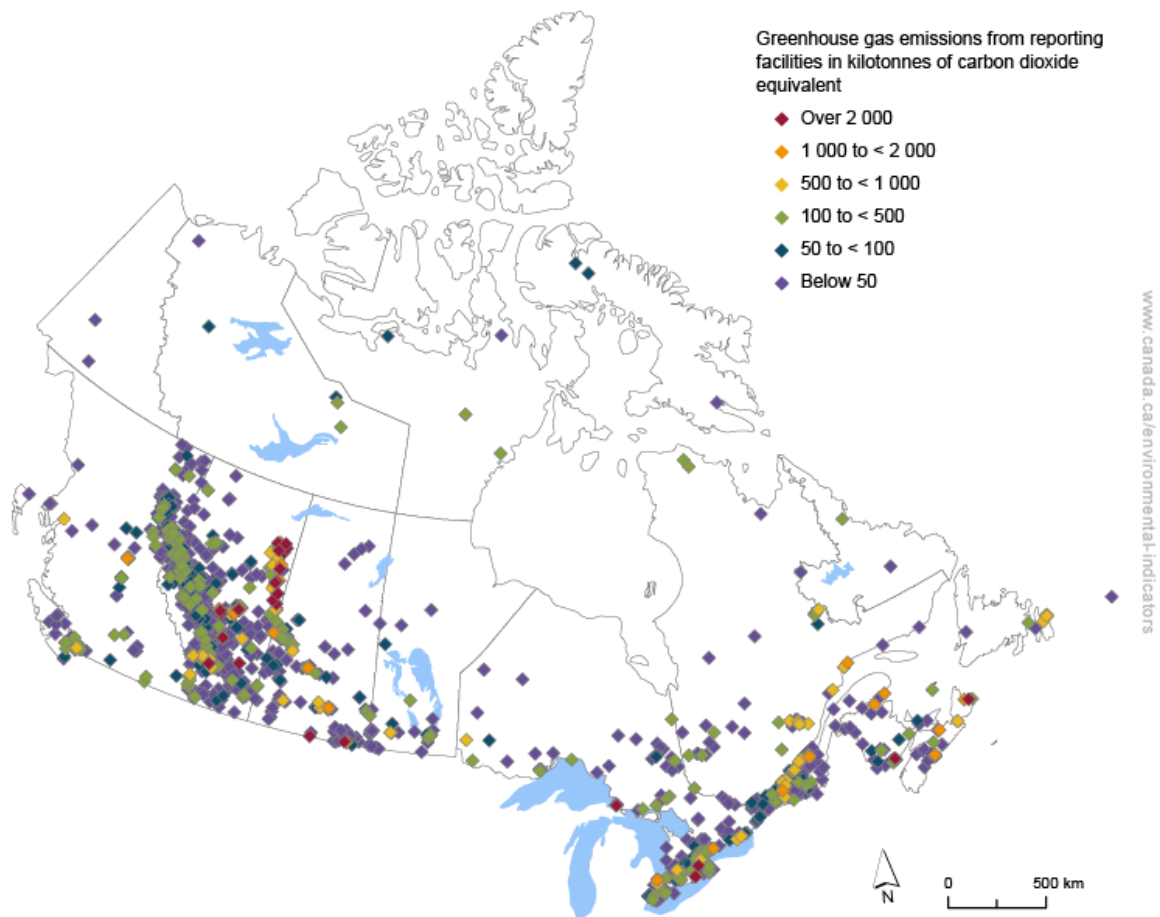 Greenhouse gas emissions from reporting
facilities in kilotonnes of carbon dioxide
equivalent
Over 2 000
1 000 to < 2 000
500 to < 1 000
100 to < 500
50 to < 100
Below 50
www.canada.ca/environmental-indicators
N
0 500 km